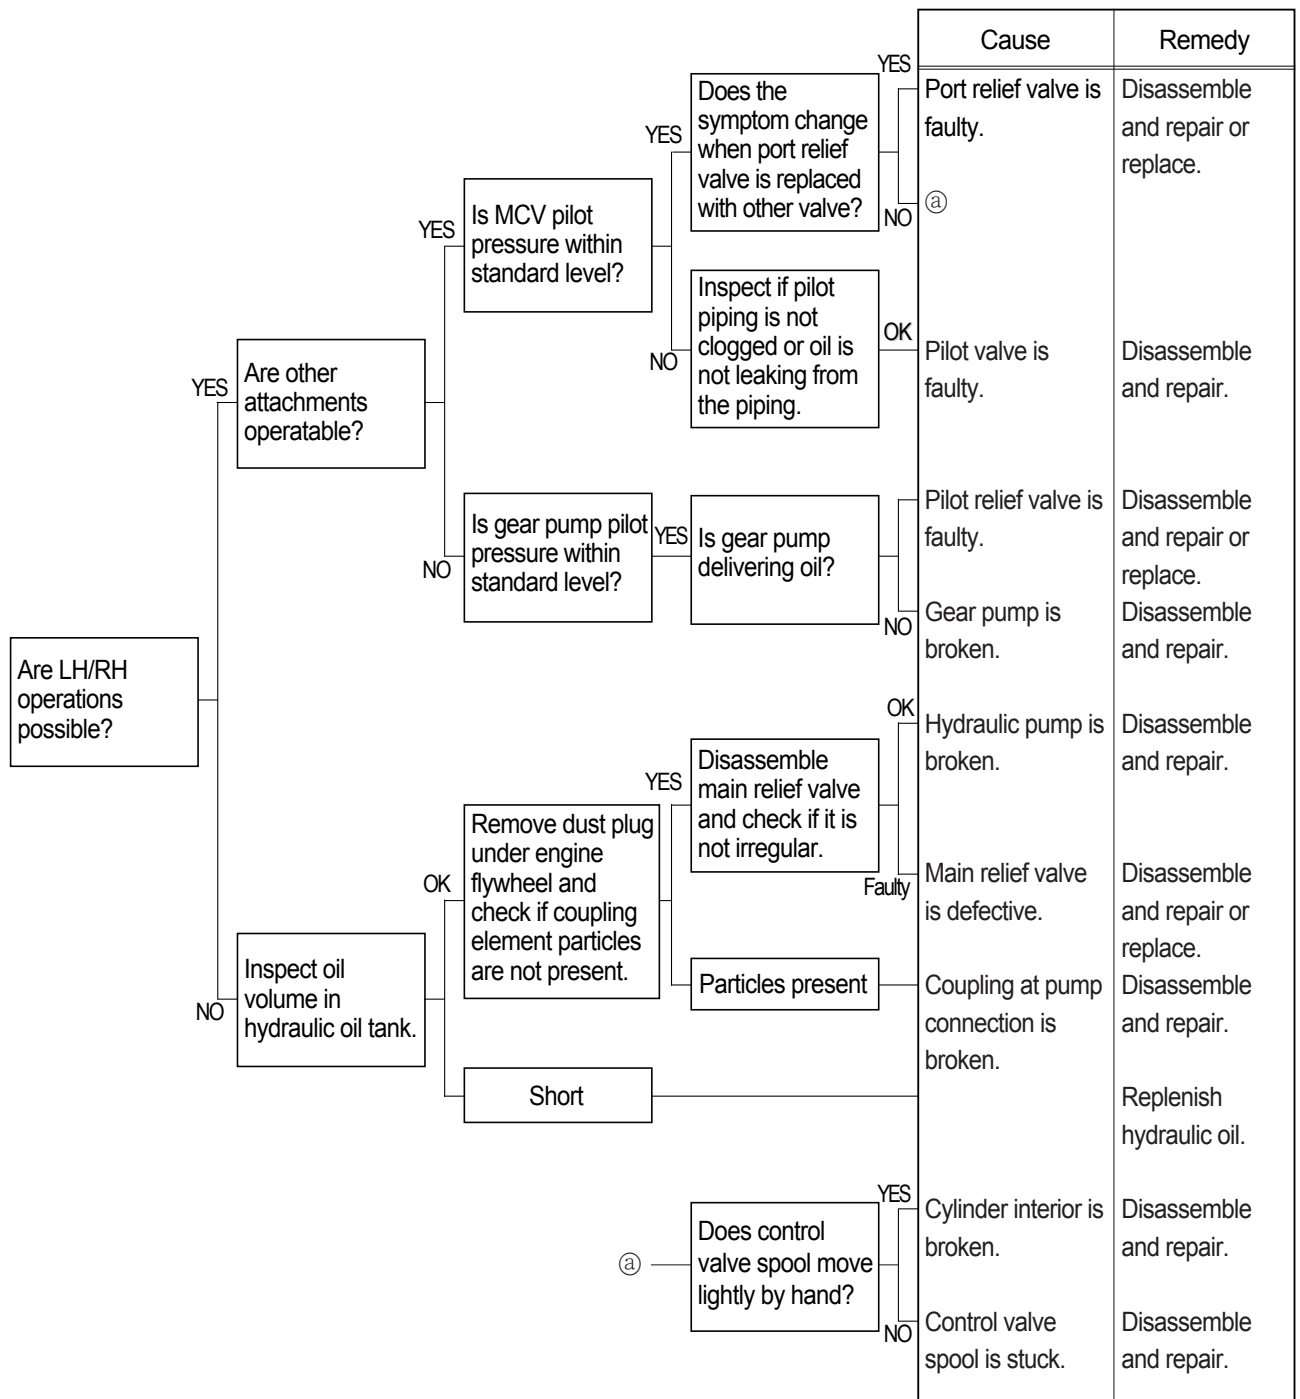 Cause
Remedy
YES
Does the
symptom change
when port relief
valve is replaced
with other valve?
Port relief valve is
faulty.
Disassemble
and repair or
replace.
YES
NO
ⓐ
Is MCV pilot
pressure within
standard level?
YES
Inspect if pilot
piping is not
clogged or oil is
not leaking from
the piping.
NO
OK
Pilot valve is
faulty.
Disassemble
and repair.
Are other
attachments
operatable?
YES
Is gear pump pilot
pressure within
standard level?
NO
YES
Is gear pump
delivering oil?
Pilot relief valve is
faulty.
Disassemble
and repair or
replace.
NO
Gear pump is
broken.
Disassemble
and repair.
Are LH/RH
operations
possible?
OK
Hydraulic pump is
broken.
Disassemble
and repair.
YES
Disassemble
main relief valve
and check if it is
not irregular.
Remove dust plug
under engine
flywheel and
check if coupling
element particles
are not present.
OK
Faulty
Main relief valve
is defective.
Disassemble
and repair or
replace.
Inspect oil
volume in
hydraulic oil tank.
NO
Particles present
Coupling at pump
connection is
broken.
Disassemble
and repair.
Short
Replenish
hydraulic oil.
ⓐ
Does control
valve spool move
lightly by hand?
YES
Cylinder interior is
broken.
Disassemble
and repair.
NO
Control valve
spool is stuck.
Disassemble
and repair.